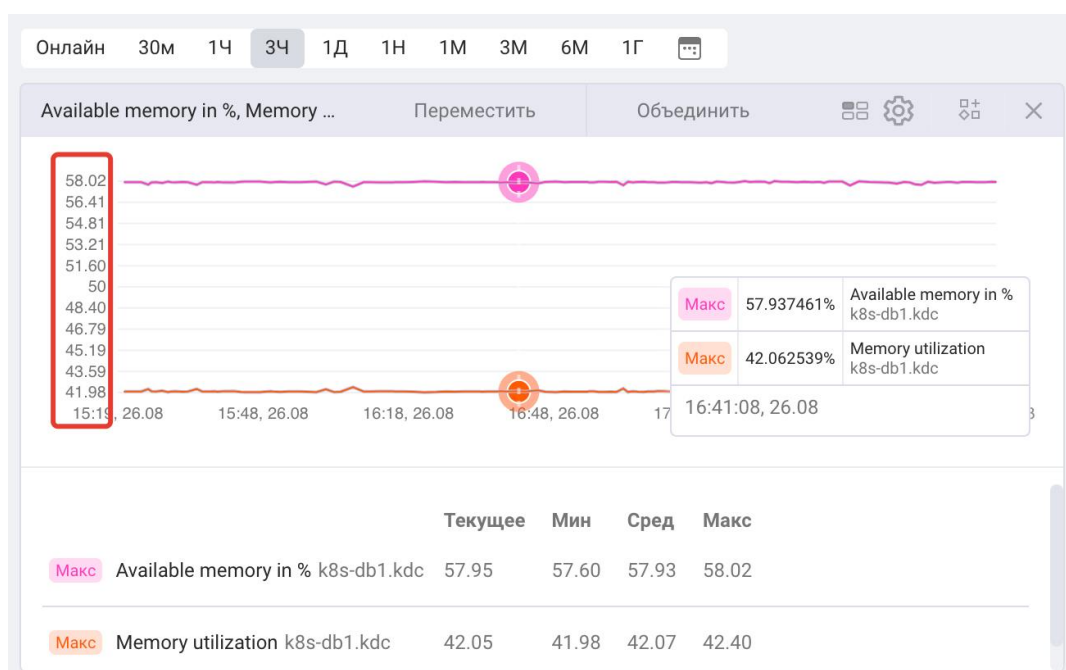 Онлайн 30м 1Ч 3Ч 1Д 1Н 1М 3М 6М 1Г
Available memory in %, Memory ... Переместить Объединить
58.02
56.41
54.81
53.21
51.60
50
48.40
46.79
45.19
43.59
41.98
15:19, 26.08 15:48, 26.08 16:18, 26.08 16:48, 26.08 17
Макс 57.937461% Available memory in %
k8s-db1.kdc
Макс 42.062539% Memory utilization
k8s-db1.kdc
16:41:08, 26.08
Текущее Мин Сред Макс
Макс Available memory in % k8s-db1.kdc 57.95 57.60 57.93 58.02
Макс Memory utilization k8s-db1.kdc 42.05 41.98 42.07 42.40